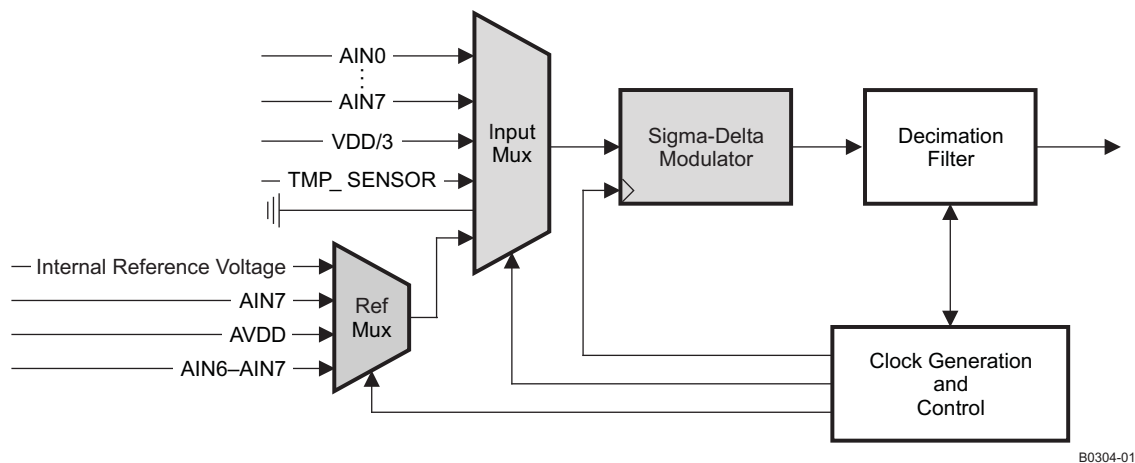 AIN0
AIN7
VDD/3
TMP_ SENSOR
Input
Mux
Sigma-Delta
Modulator
Decimation
Filter
Internal Reference Voltage
AIN7
AVDD
AIN6–AIN7
Ref
Mux
Clock Generation
and
Control
B0304-01